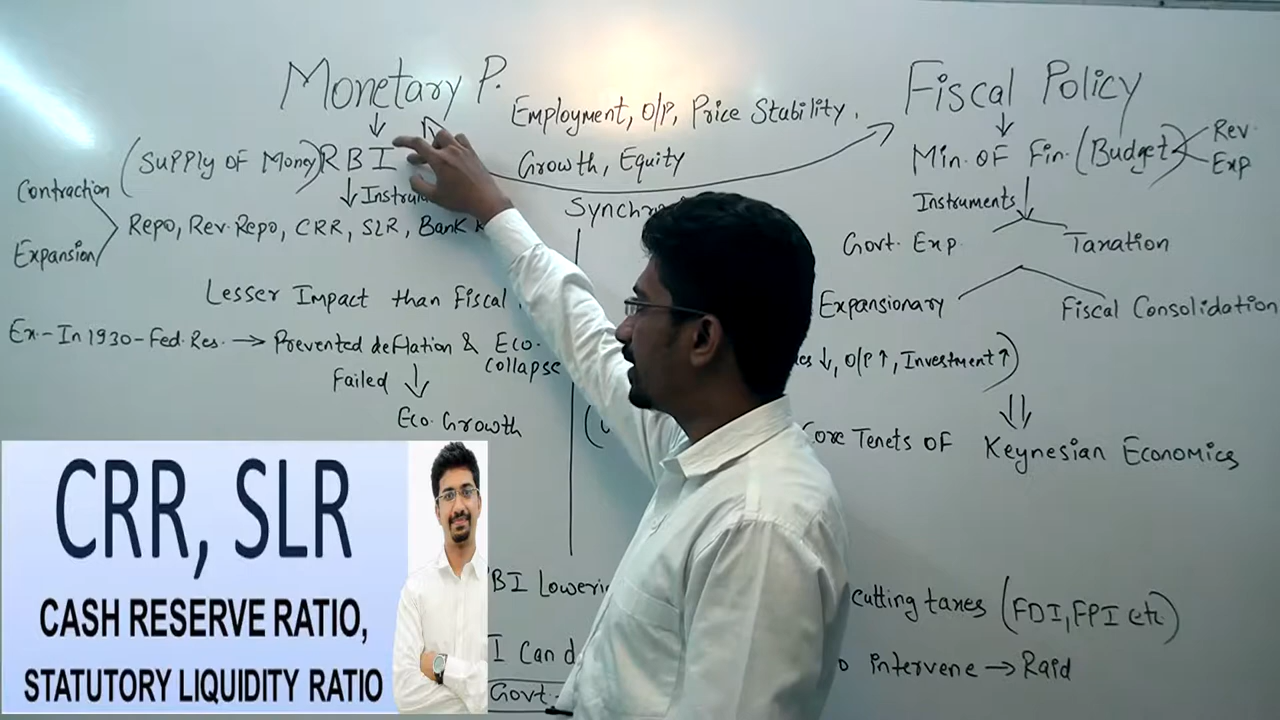 Monetary P.
Employment, O/P, Price Stability,
Growth, Equity
(Supply of Money) RBI
Contraction
Expansion
Repo, Rev. Repo, CRR, SLR, Bank
Lesser Impact than Fiscal
Ex- In 1930 - Fed. Res. → Prevented deflation & Eco. Collapse
Failed
Eco. Growth
Fiscal Policy
Min. OF Fin. (Budget)
Rev
Exp
Instruments
Govt. Exp
Taxation
Expansionary
Fiscal Consolidation
↓, O/P ↑, Investment ↑)
Core Tenets OF Keynesian Economics
cutting taxes (FDI, FPI etc)
Intervene → Raid
I Can
Govt.
CRR, SLR
CASH RESERVE RATIO,
STATUTORY LIQUIDITY RATIO